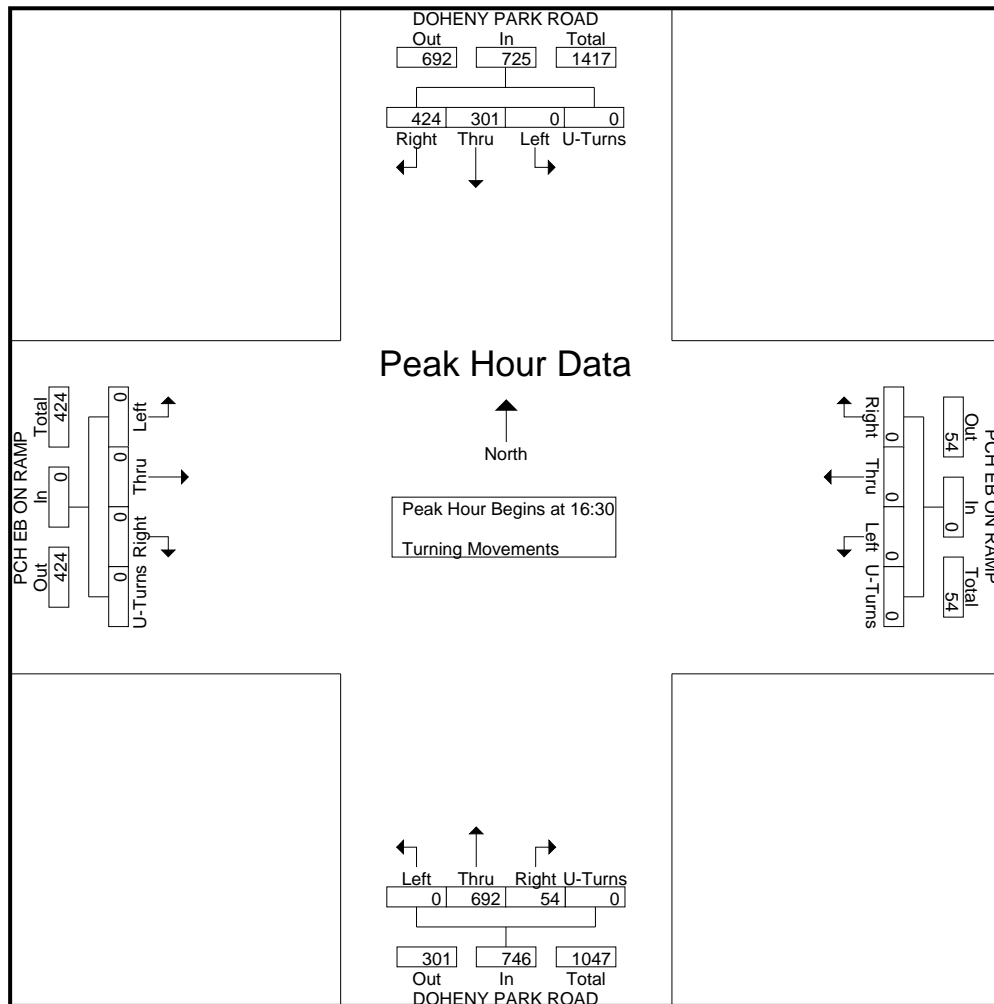 DOHENY PARK ROAD
Out In Total
692 725 1417
424 301 0 0
Right Thru Left U-Turns
Peak Hour Data
North
Peak Hour Begins at 16:30
Turning Movements
PCH EB ON RAMP
Out In Total
424 0 424
0 0 0 0
U-Turns Right Thru Left
PCH EB ON RAMP
Out In Total
54 0 54
0 0 0 0
Right Thru Left U-Turns
Left Thru Right U-Turns
0 692 54 0
301 746 1047
Out In Total
DOHENY PARK ROAD